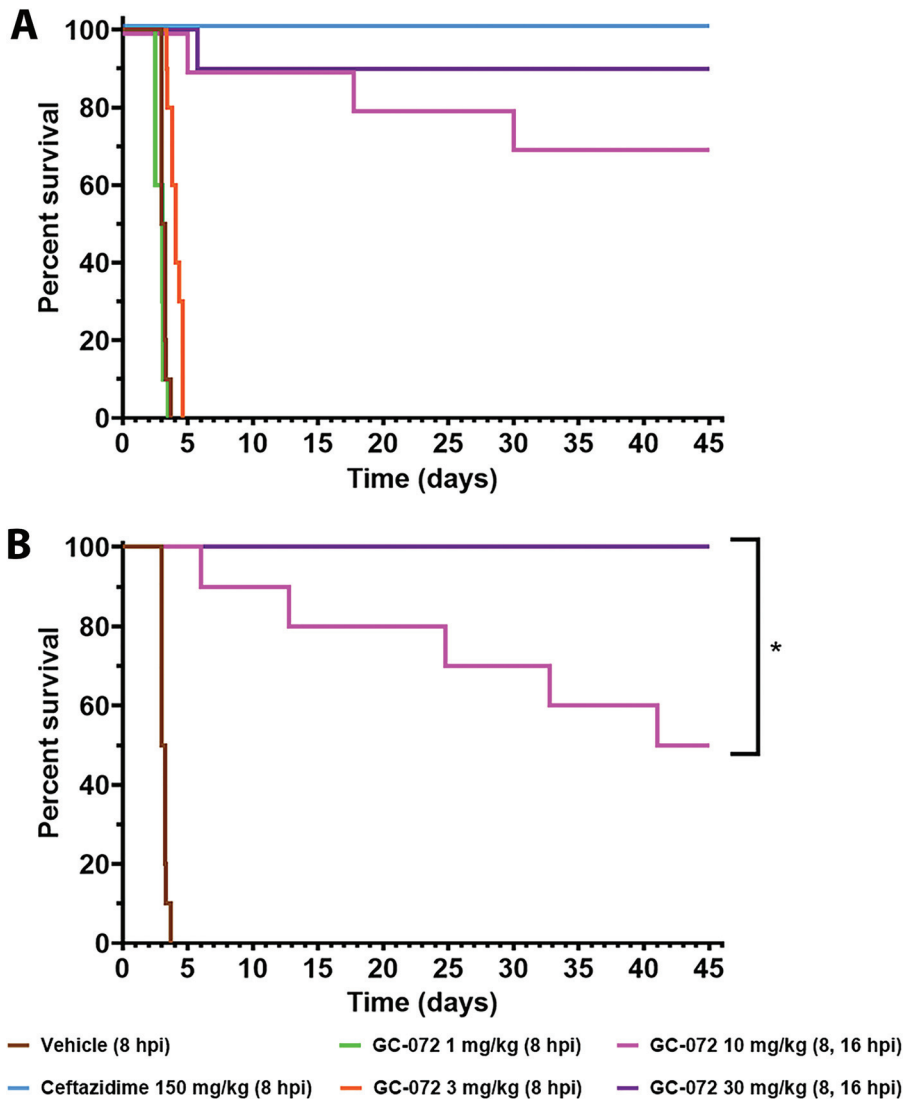 A
100
80
60
40
20
0
Percent survival
0 5 10 15 20 25 30 35 40 45
Time (days)
B
100
80
60
40
20
0
Percent survival
*
0 5 10 15 20 25 30 35 40 45
Time (days)
Vehicle (8 hpi) GC-072 1 mg/kg (8 hpi) GC-072 10 mg/kg (8, 16 hpi)
Ceftazidime 150 mg/kg (8 hpi) GC-072 3 mg/kg (8 hpi) GC-072 30 mg/kg (8, 16 hpi)